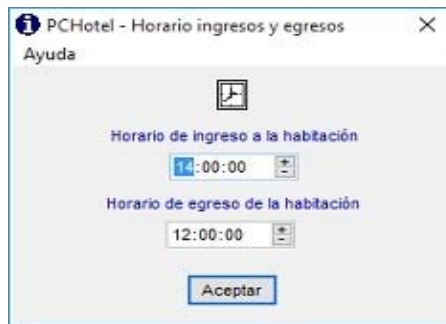 PCHotel - Horario ingresos y egresos
Ayuda
Horario de ingreso a la habitación
14:00:00
Horario de egreso de la habitación
12:00:00
Aceptar